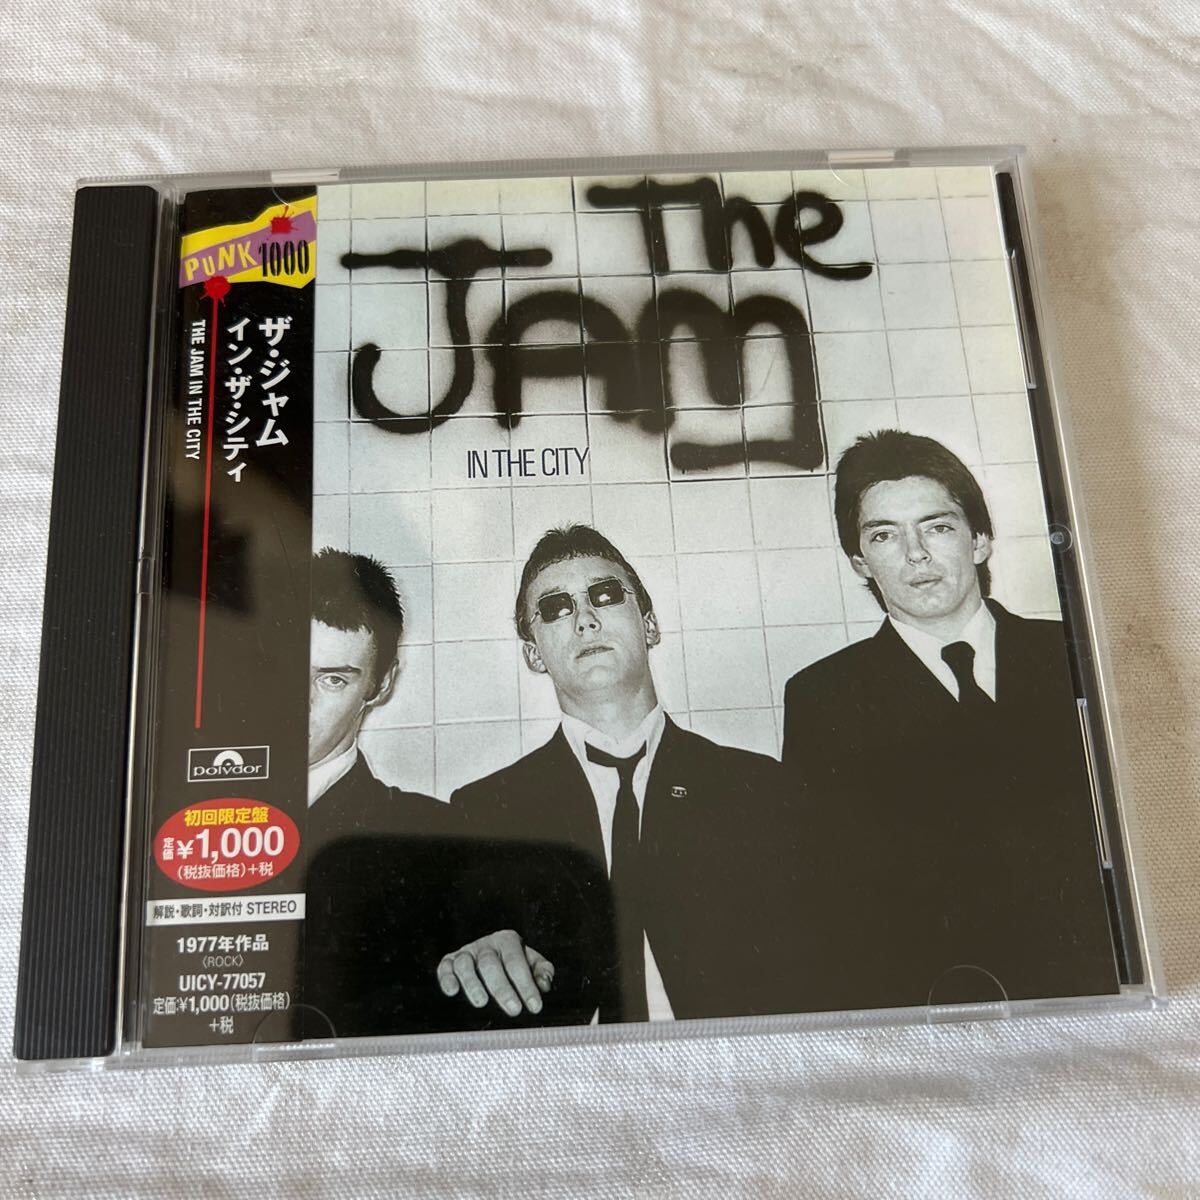 PUNK 1000
ザ・ジャム
イン・ザ・シティ
THE JAM IN THE CITY
polydor
初回限定盤
定価¥1,000
(税抜価格)+税
解説・歌詞・対訳付 STEREO
1977年作品
〈ROCK〉
UICY-77057
定価:¥1,000(税抜価格)
+税
The
JAM
IN THE CITY